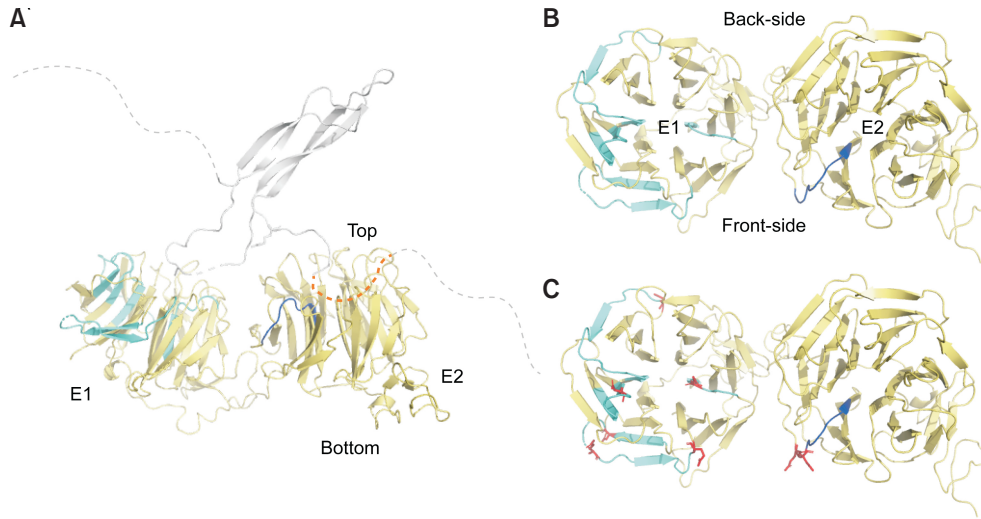 A'
B
Back-side
E1
E2
Front-side
Top
E1
E2
Bottom
C